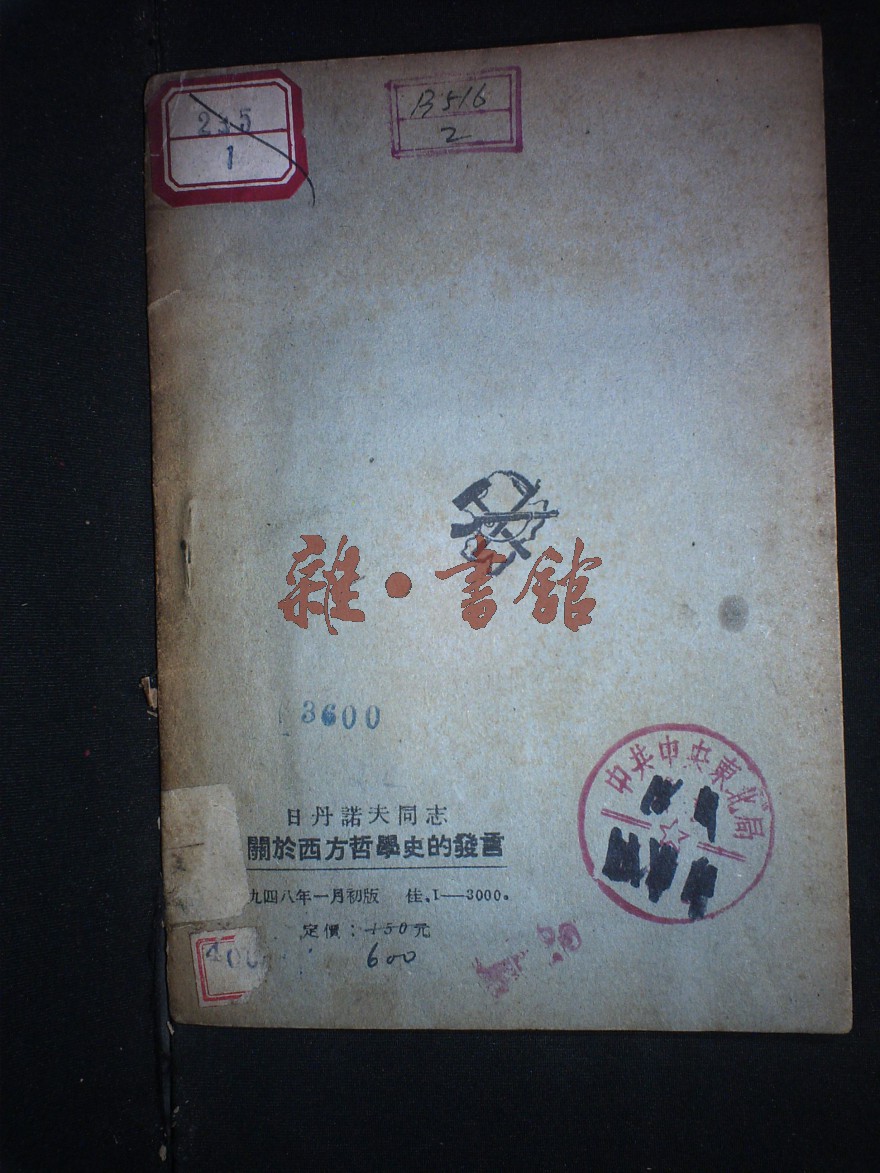 235
1
B516
2
雜·書館
3600
中共中央東北局
日丹諾夫同志
關於西方哲學史的發言
九四八年一月初版 佳.I—3000。
定價：150元
600
400